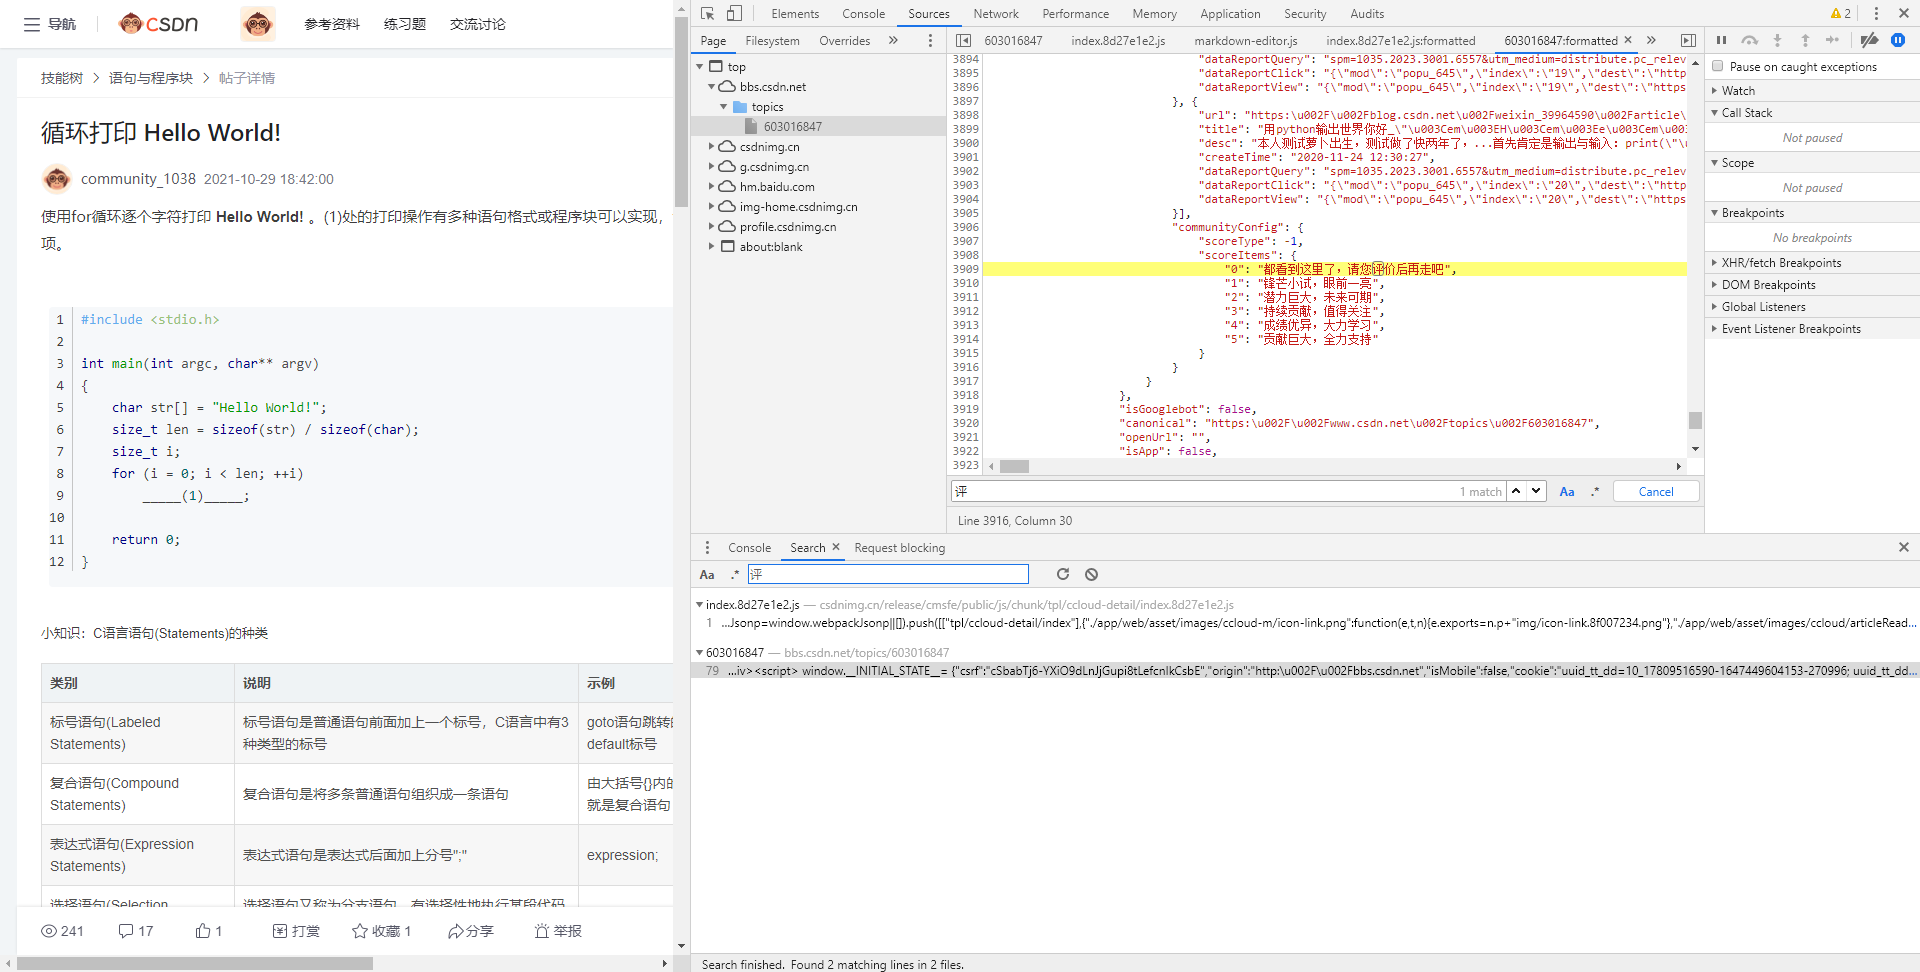 导航
CSDN
参考资料
练习题
交流讨论
技能树 > 语句与程序块 > 帖子详情
循环打印 Hello World!
community_1038 2021-10-29 18:42:00
使用for循环逐个字符打印 Hello World! 。(1)处的打印操作有多种语句格式或程序块可以实现，
项。
1 #include <stdio.h>
2
3 int main(int argc, char** argv)
4 {
5 char str[] = "Hello World!";
6 size_t len = sizeof(str) / sizeof(char);
7 size_t i;
8 for (i = 0; i < len; ++i)
9 _____(1)_____;
10
11 return 0;
12 }
小知识：C语言语句(Statements)的种类
类别 说明 示例
标号语句(Labeled Statements) 标号语句是普通语句前面加上一个标号，C语言中有3种类型的标号 goto语句跳转 default标号
复合语句(Compound Statements) 复合语句是将多条普通语句组织成一条语句 由大括号{}内 就是复合语句
表达式语句(Expression Statements) 表达式语句是表达式后面加上分号";" expression;
选择语句(Selection 选择语句又称为分支语句，有选择性地执行某段代码
241 17 1 打赏 收藏 1 分享 举报
Elements Console Sources Network Performance Memory Application Security Audits 2
Page Filesystem Overrides »
top
bbs.csdn.net
topics
603016847
csdnimg.cn
g.csdnimg.cn
hm.baidu.com
img-home.csdnimg.cn
profile.csdnimg.cn
about:blank
603016847 index.8d27e1e2.js markdown-editor.js index.8d27e1e2.js:formatted 603016847:formatted × »
3894 "dataReportQuery": "spm=1035.2023.3001.6557&utm_medium=distribute.pc_relev
3895 "dataReportClick": "{\"mod\":\"popu_645\",\"index\":\"19\",\"dest\":\"http
3896 "dataReportView": "{\"mod\":\"popu_645\",\"index\":\"19\",\"dest\":\"https
3897 }, {
3898 "url": "https:\u002F\u002Fblog.csdn.net\u002Fweixin_39964590\u002Farticle\
3899 "title": "用python输出世界你好_\"\u003Cem\u003EH\u003Cem\u003Ee\u003Cem\u003
3900 "desc": "本人测试萝卜出生，测试做了快两年了，...首先肯定是输出与输入：print(\"\u
3901 "createTime": "2020-11-24 12:30:27",
3902 "dataReportQuery": "spm=1035.2023.3001.6557&utm_medium=distribute.pc_relev
3903 "dataReportClick": "{\"mod\":\"popu_645\",\"index\":\"20\",\"dest\":\"http
3904 "dataReportView": "{\"mod\":\"popu_645\",\"index\":\"20\",\"dest\":\"https
3905 }],
3906 "communityConfig": {
3907 "scoreType": -1,
3908 "scoreItems": {
3909 "0": "都看到这里了，请您评价后再走吧",
3910 "1": "锋芒小试，眼前一亮",
3911 "2": "潜力巨大，未来可期",
3912 "3": "持续贡献，值得关注",
3913 "4": "成绩优异，大力学习",
3914 "5": "贡献巨大，全力支持"
3915 }
3916 }
3917 }
3918 },
3919 "isGooglebot": false,
3920 "canonical": "https:\u002F\u002Fwww.csdn.net\u002Ftopics\u002F603016847",
3921 "openUrl": "",
3922 "isApp": false,
3923
评 1 match Aa .* Cancel
Line 3916, Column 30
Pause on caught exceptions
Watch
Call Stack
Not paused
Scope
Not paused
Breakpoints
No breakpoints
XHR/fetch Breakpoints
DOM Breakpoints
Global Listeners
Event Listener Breakpoints
Console Search × Request blocking
Aa .* 评
index.8d27e1e2.js — csdnimg.cn/release/cmsfe/public/js/chunk/tpl/ccloud-detail/index.8d27e1e2.js
1 ...Jsonp=window.webpackJsonp||[]).push([["tpl/ccloud-detail/index"],{"./app/web/asset/images/ccloud-m/icon-link.png":function(e,t,n){e.exports=n.p+"img/icon-link.8f007234.png"},"./app/web/asset/images/ccloud/articleRead...
603016847 — bbs.csdn.net/topics/603016847
79 ...iv><script> window.__INITIAL_STATE__= {"csrf":"cSbabTj6-YXiO9dLnJjGupi8tLefcnlkCsbE","origin":"http:\u002F\u002Fbbs.csdn.net","isMobile":false,"cookie":"uuid_tt_dd=10_17809516590-1647449604153-270996; uuid_tt_dd...
Search finished. Found 2 matching lines in 2 files.